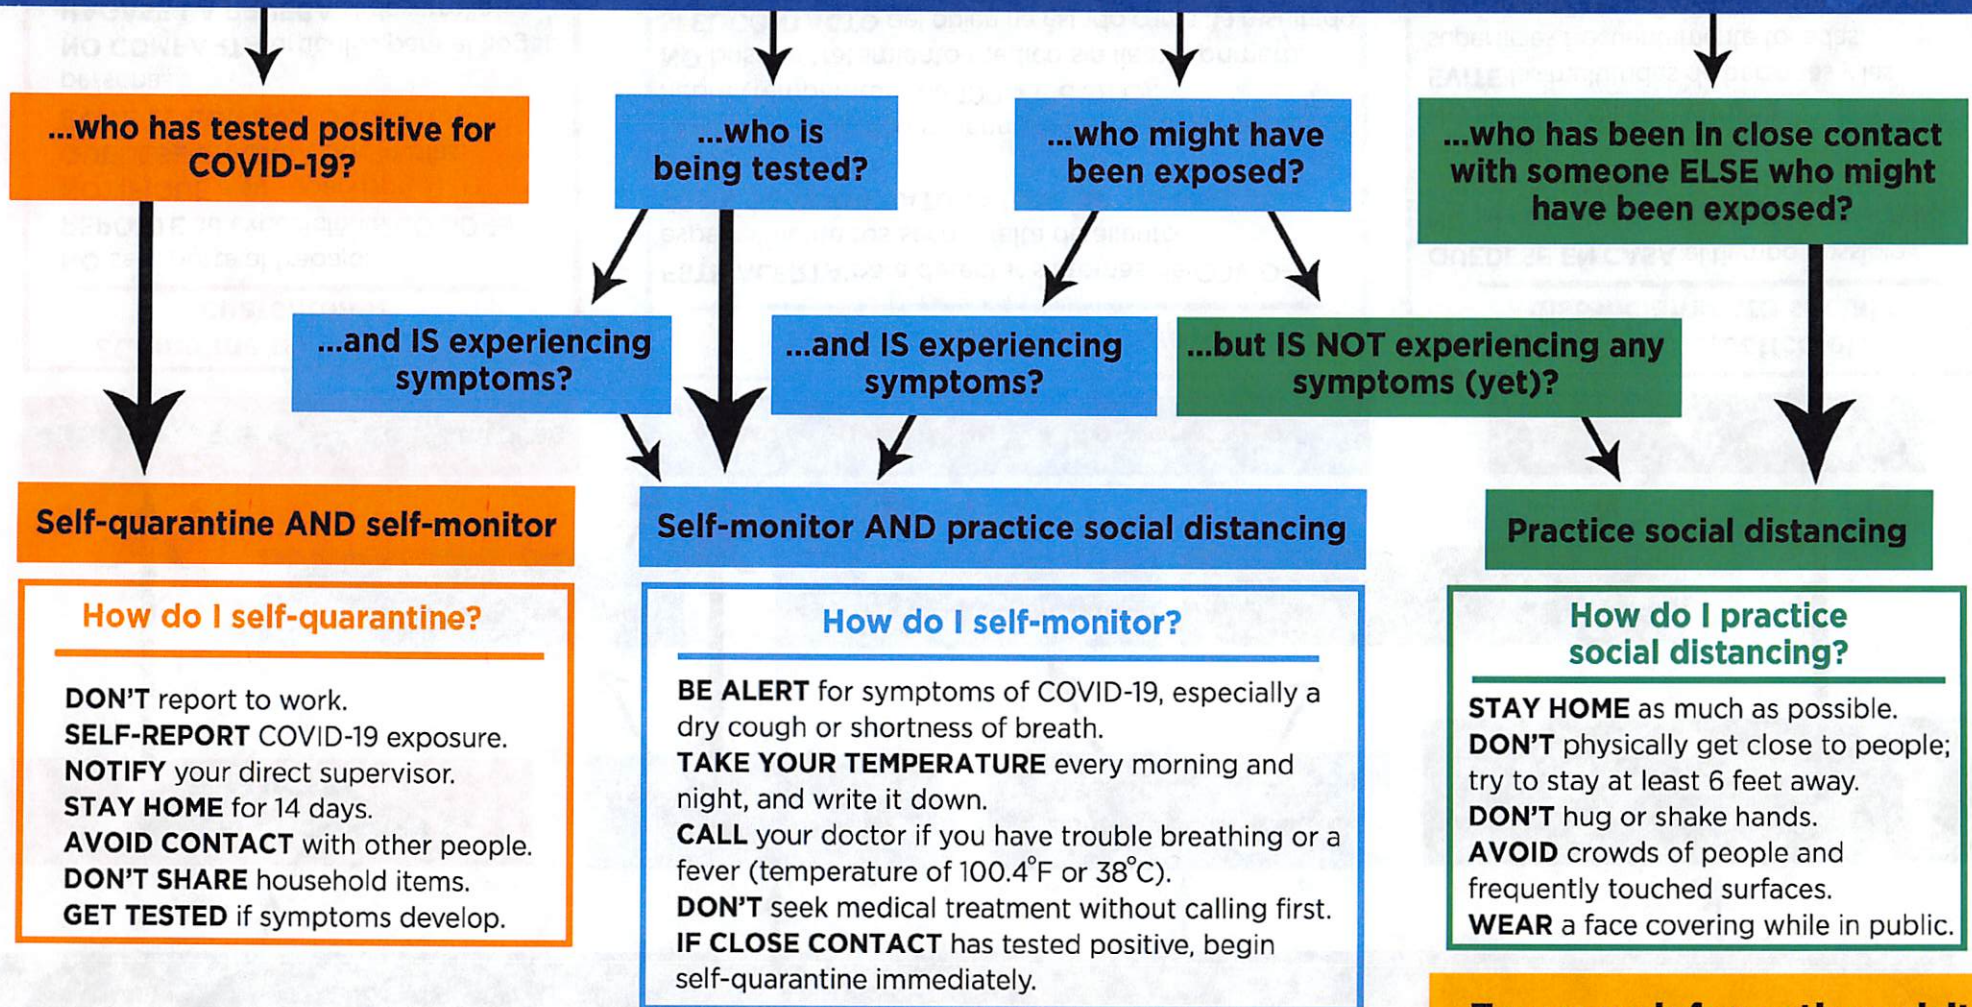 ...who has tested positive for
COVID-19?
...who is
being tested?
...who might have
been exposed?
...who has been in close contact
with someone ELSE who might
have been exposed?
...and IS experiencing
symptoms?
...and IS experiencing
symptoms?
...but IS NOT experiencing any
symptoms (yet)?
Self-quarantine AND self-monitor
Self-monitor AND practice social distancing
Practice social distancing
How do I self-quarantine?
DON'T report to work.
SELF-REPORT COVID-19 exposure.
NOTIFY your direct supervisor.
STAY HOME for 14 days.
AVOID CONTACT with other people.
DON'T SHARE household items.
GET TESTED if symptoms develop.
How do I self-monitor?
BE ALERT for symptoms of COVID-19, especially a
dry cough or shortness of breath.
TAKE YOUR TEMPERATURE every morning and
night, and write it down.
CALL your doctor if you have trouble breathing or a
fever (temperature of 100.4°F or 38°C).
DON'T seek medical treatment without calling first.
IF CLOSE CONTACT has tested positive, begin
self-quarantine immediately.
How do I practice
social distancing?
STAY HOME as much as possible.
DON'T physically get close to people;
try to stay at least 6 feet away.
DON'T hug or shake hands.
AVOID crowds of people and
frequently touched surfaces.
WEAR a face covering while in public.